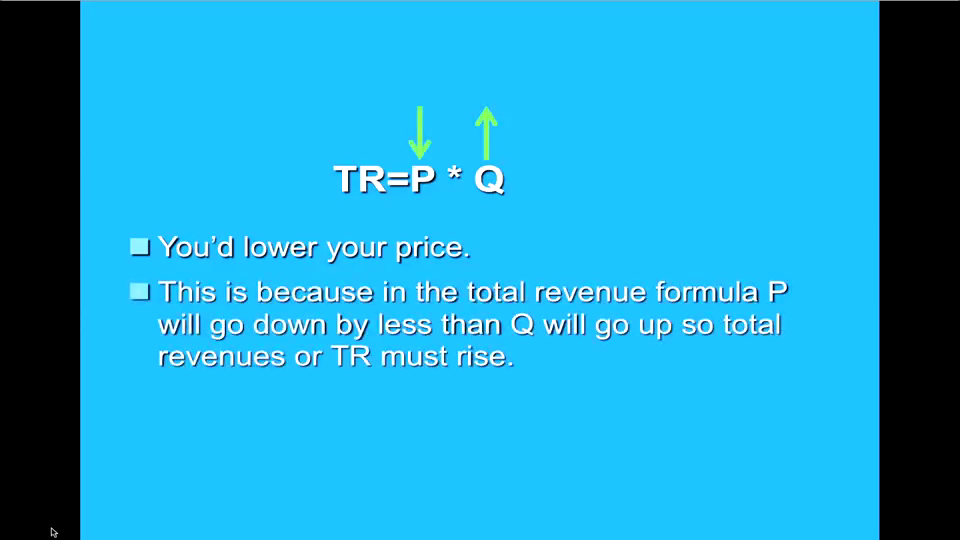 TR=P * Q
You'd lower your price.
This is because in the total revenue formula P
will go down by less than Q will go up so total
revenues or TR must rise.